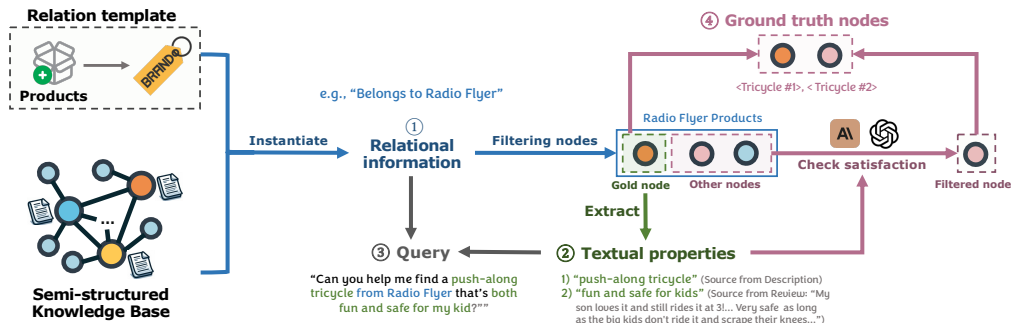 Relation template
BRAND
Products
Semi-structured
Knowledge Base
Instantiate
e.g., “Belongs to Radio Flyer”
①
Relational
information
Filtering nodes
③ Query
“Can you help me find a push-along
tricycle from Radio Flyer that's both
fun and safe for my kid?””
④ Ground truth nodes
<Tricycle #1>, < Tricycle #2>
Radio Flyer Products
Gold node
Other nodes
Check satisfaction
Filtered node
Extract
② Textual properties
1) “push-along tricycle” (Source from Description)
2) “fun and safe for kids” (Source from Review: “My
son loves it and still rides it at 3!... Very safe as long
as the big kids don't ride it and scrape their knees...”)
...
A\